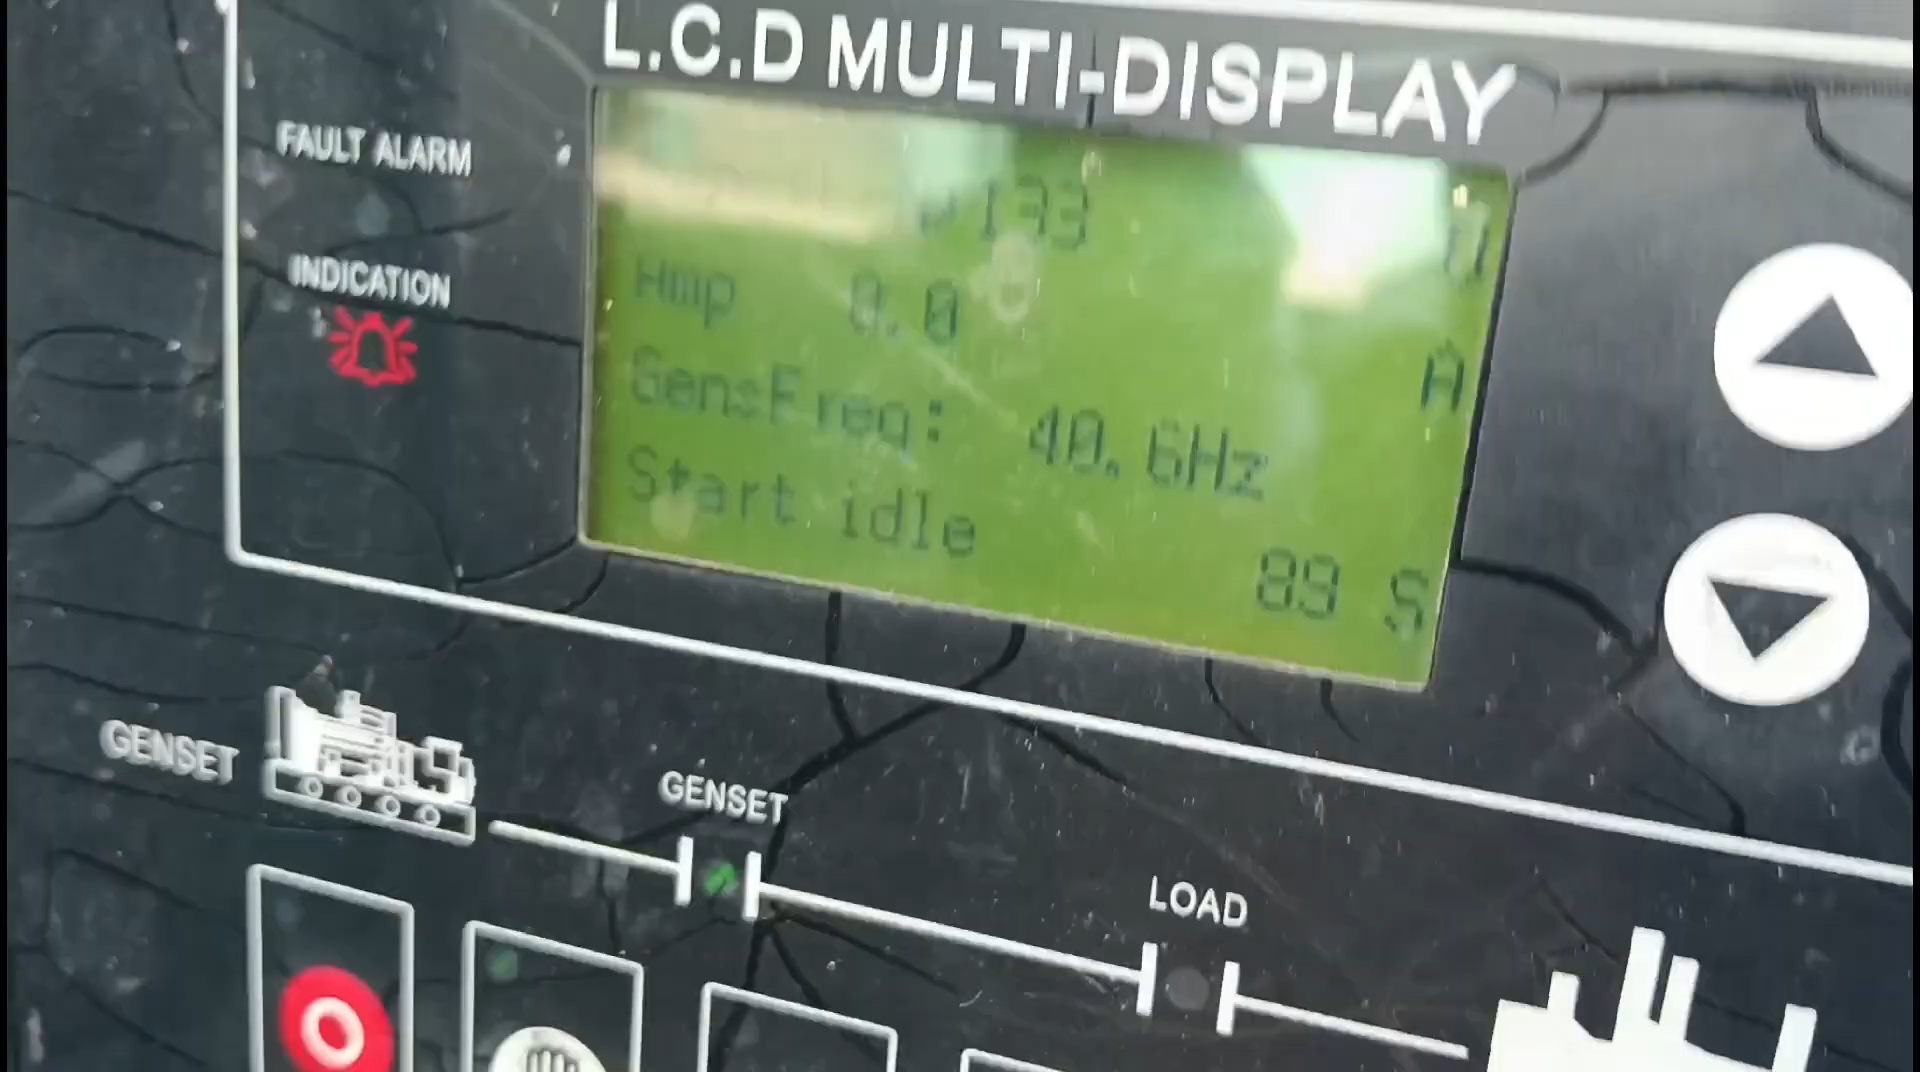 L.C.D MULTI-DISPLAY
FAULT ALARM
INDICATION
Amp 0.0 A
GensFreq: 40.6Hz
Start idle
89 S
GENSET
GENSET
LOAD